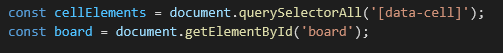 const cellElements = document.querySelectorAll('[data-cell]');
const board = document.getElementById('board');